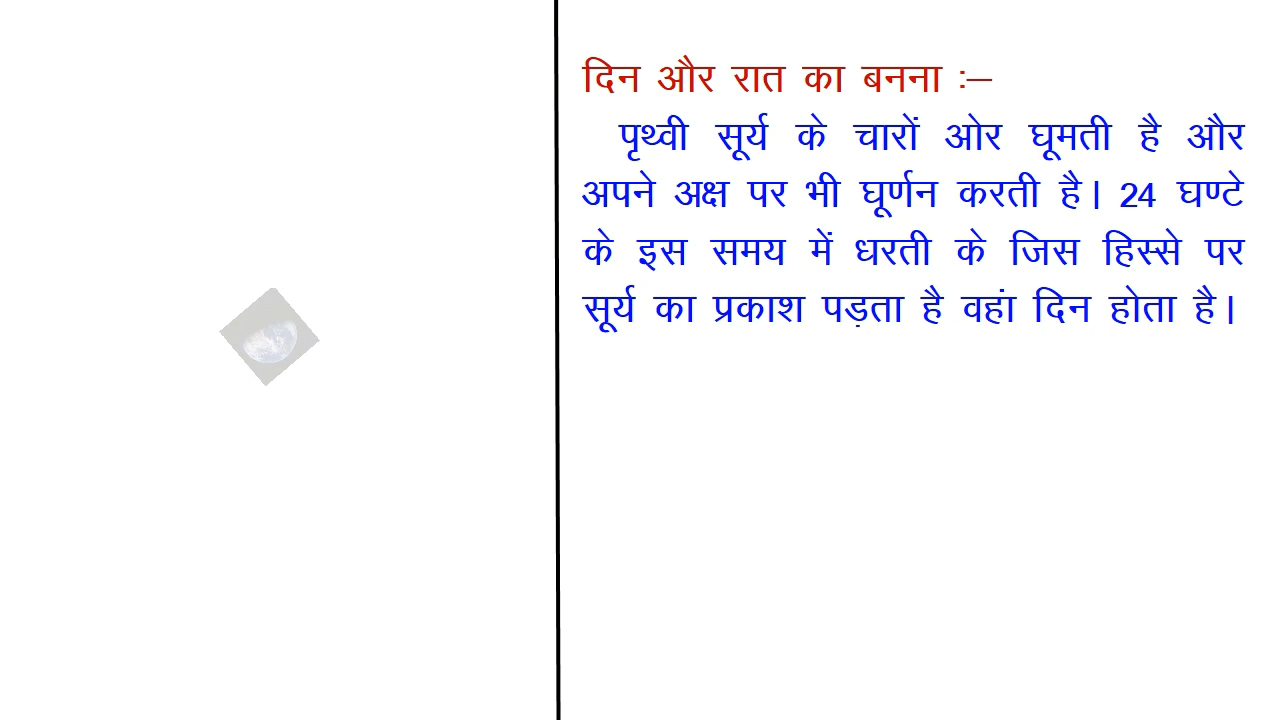 दिन और रात का बनना :—
पृथ्वी सूर्य के चारों ओर घूमती है और
अपने अक्ष पर भी घूर्णन करती है। 24 घण्टे
के इस समय में धरती के जिस हिस्से पर
सूर्य का प्रकाश पड़ता है वहां दिन होता है।